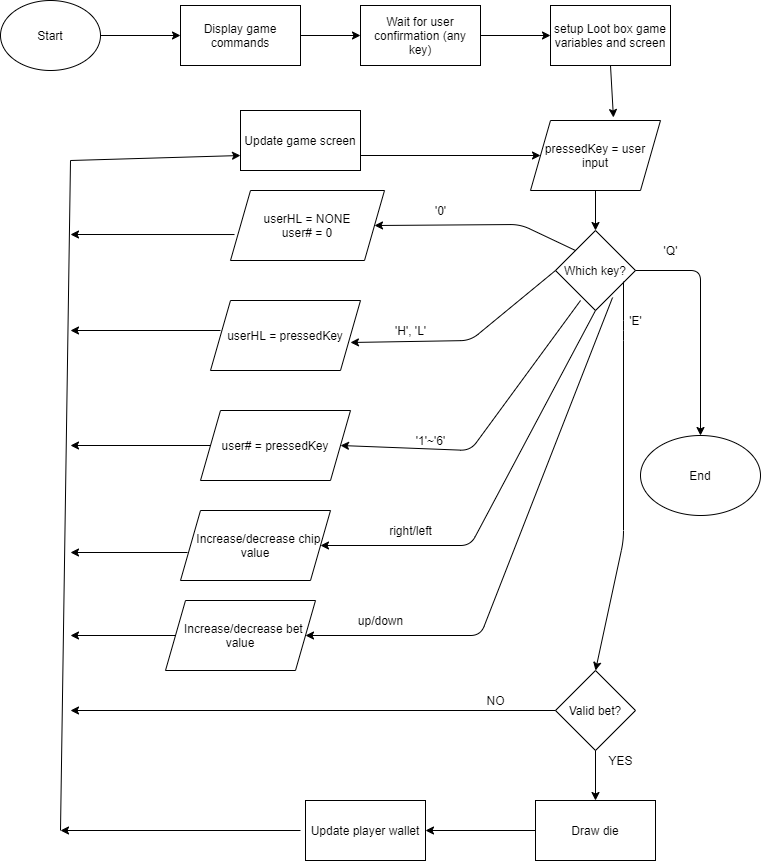 Start
Display game
commands
Wait for user
confirmation (any
key)
setup Loot box game
variables and screen
Update game screen
pressedKey = user
input
userHL = NONE
user# = 0
'0'
Which key?
'Q'
userHL = pressedKey
'H', 'L'
'E'
user# = pressedKey
'1'~'6'
End
Increase/decrease chip
value
right/left
Increase/decrease bet
value
up/down
NO
Valid bet?
YES
Update player wallet
Draw die